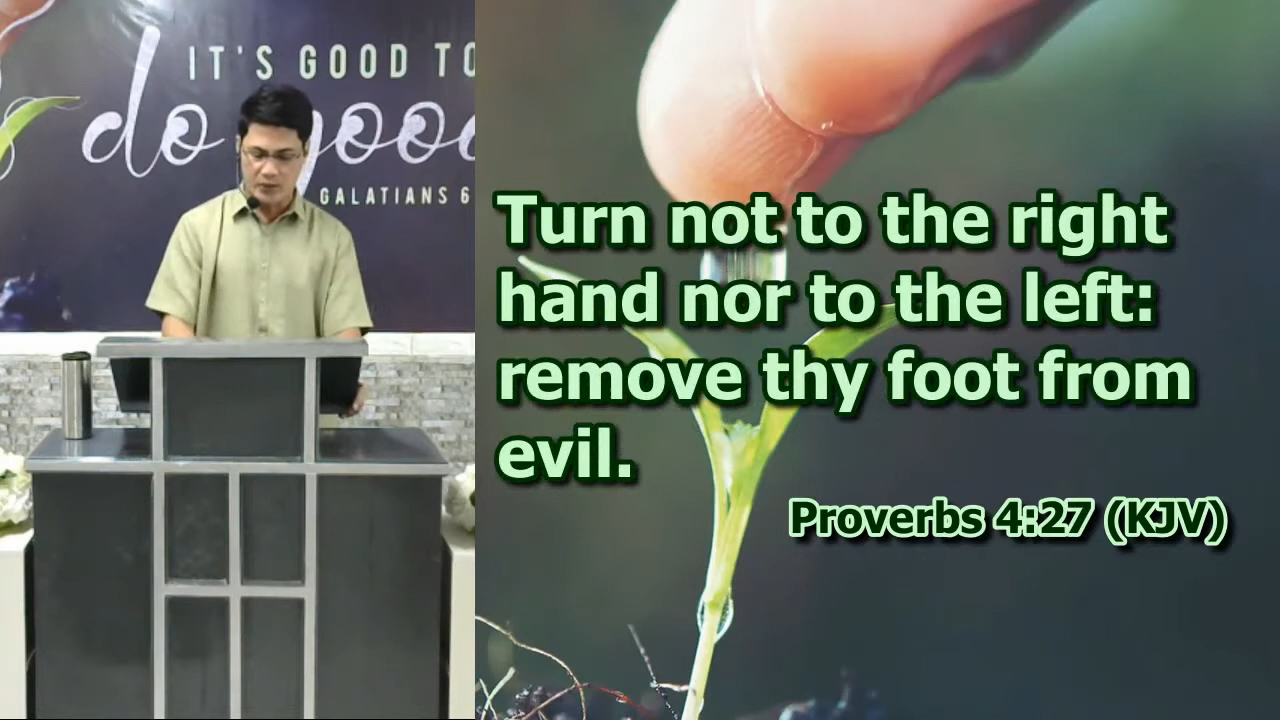 IT'S GOOD TO
do good
GALATIANS 6
Turn not to the right
hand nor to the left:
remove thy foot from
evil.
Proverbs 4:27 (KJV)